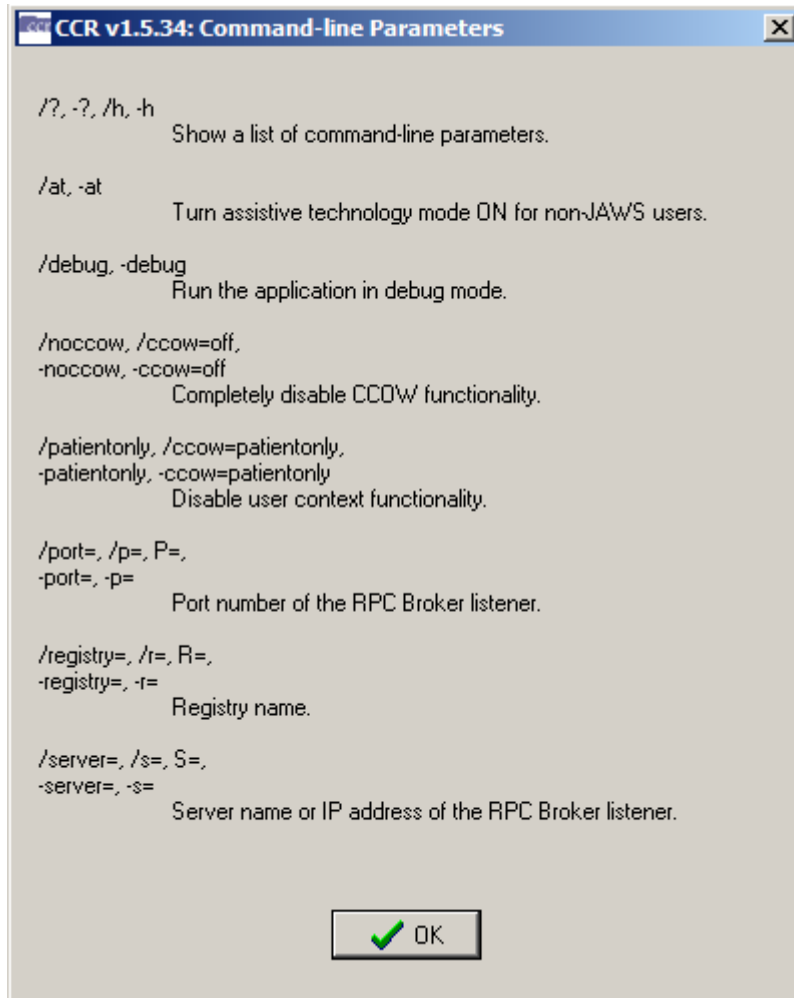 CCR CCR v1.5.34: Command-line Parameters
/?, -?, /h, -h
Show a list of command-line parameters.
/at, -at
Turn assistive technology mode ON for non-JAWS users.
/debug, -debug
Run the application in debug mode.
/noccow, /ccow=off,
-noccow, -ccow=off
Completely disable CCOW functionality.
/patientonly, /ccow=patientonly,
-patientonly, -ccow=patientonly
Disable user context functionality.
/port=, /p=, P=,
-port=, -p=
Port number of the RPC Broker listener.
/registry=, /r=, R=,
-registry=, -r=
Registry name.
/server=, /s=, S=,
-server=, -s=
Server name or IP address of the RPC Broker listener.
OK